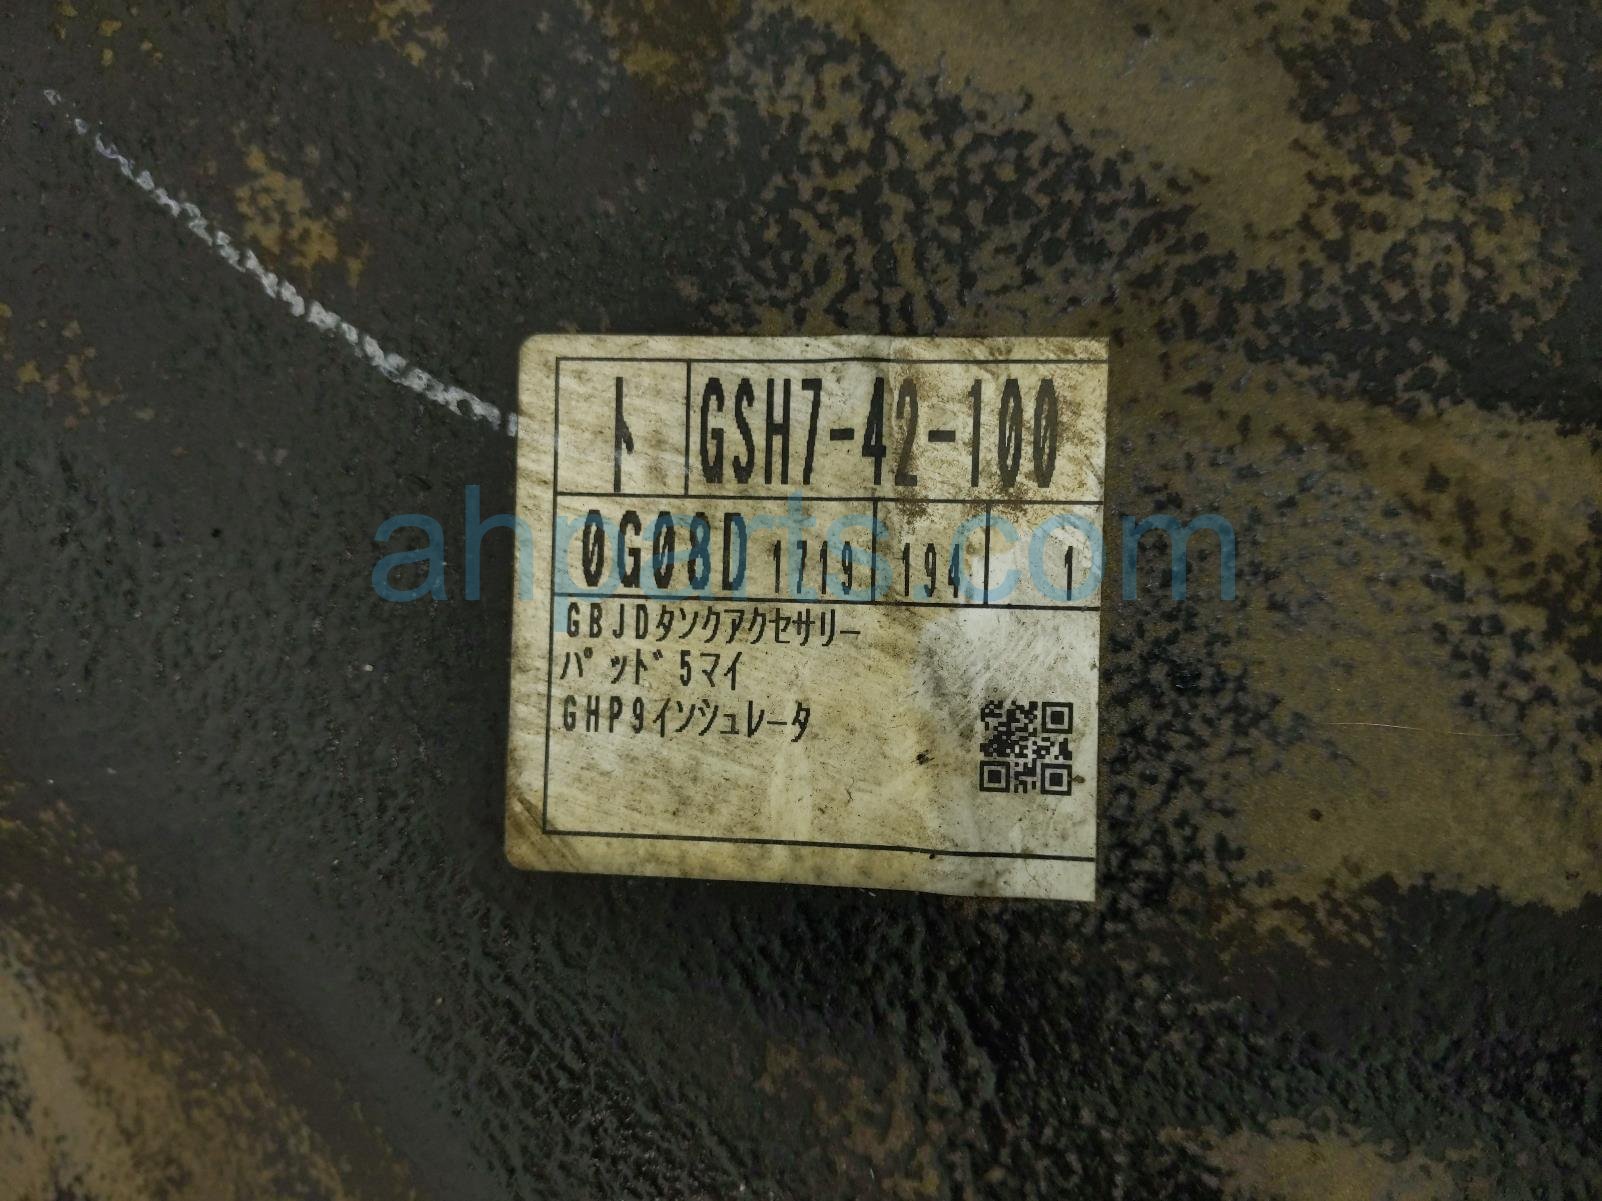 ト GSH7-42-100
0G08D 1719 194 1
GBJDタンクアクセサリー
パッド5マイ
GHP9インシュレータ
ahparts.com